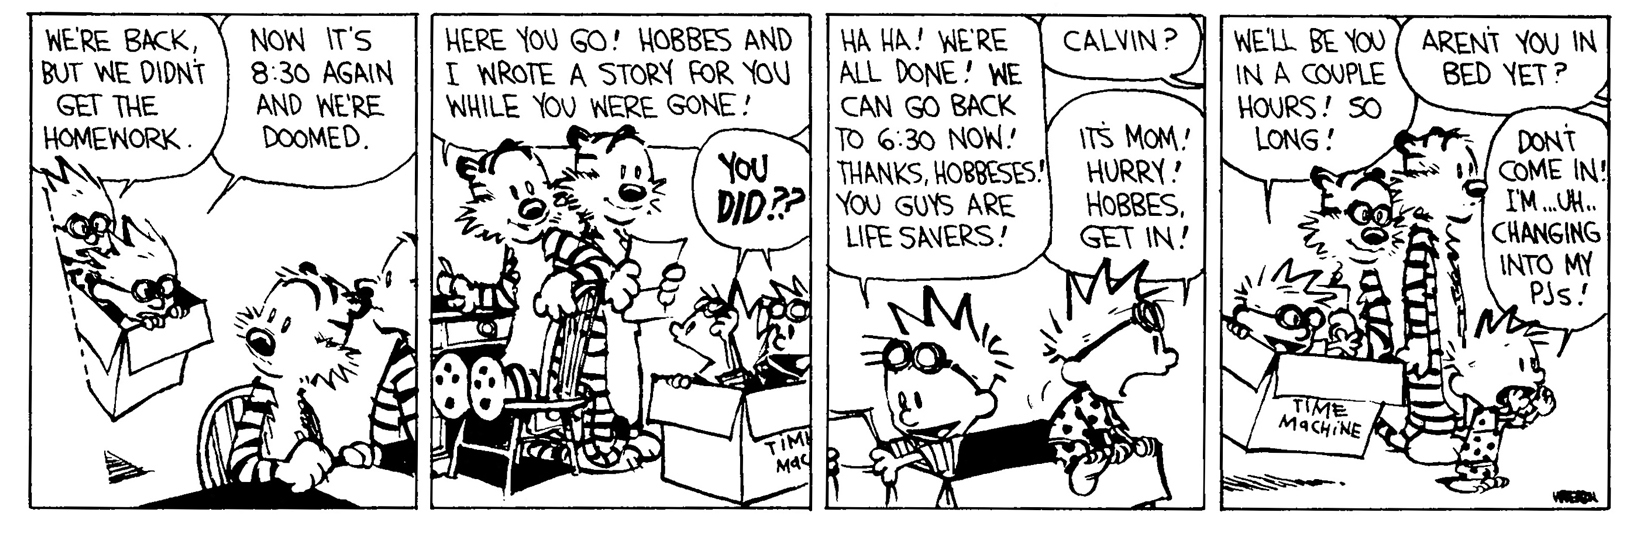 WE'RE BACK,
BUT WE DIDN'T
GET THE
HOMEWORK.
NOW IT'S
8:30 AGAIN
AND WE'RE
DOOMED.
HERE YOU GO! HOBBES AND
I WROTE A STORY FOR YOU
WHILE YOU WERE GONE!
YOU
DID??
TIM
MAC
HA HA! WE'RE
ALL DONE! WE
CAN GO BACK
TO 6:30 NOW!
THANKS, HOBBESES!
YOU GUYS ARE
LIFE SAVERS!
CALVIN?
IT'S MOM!
HURRY!
HOBBES,
GET IN!
WE'LL BE YOU
IN A COUPLE
HOURS! SO
LONG!
AREN'T YOU IN
BED YET?
DON'T
COME IN!
I'M...UH..
CHANGING
INTO MY
PJs!
TIME
MACHINE
WATTERSON